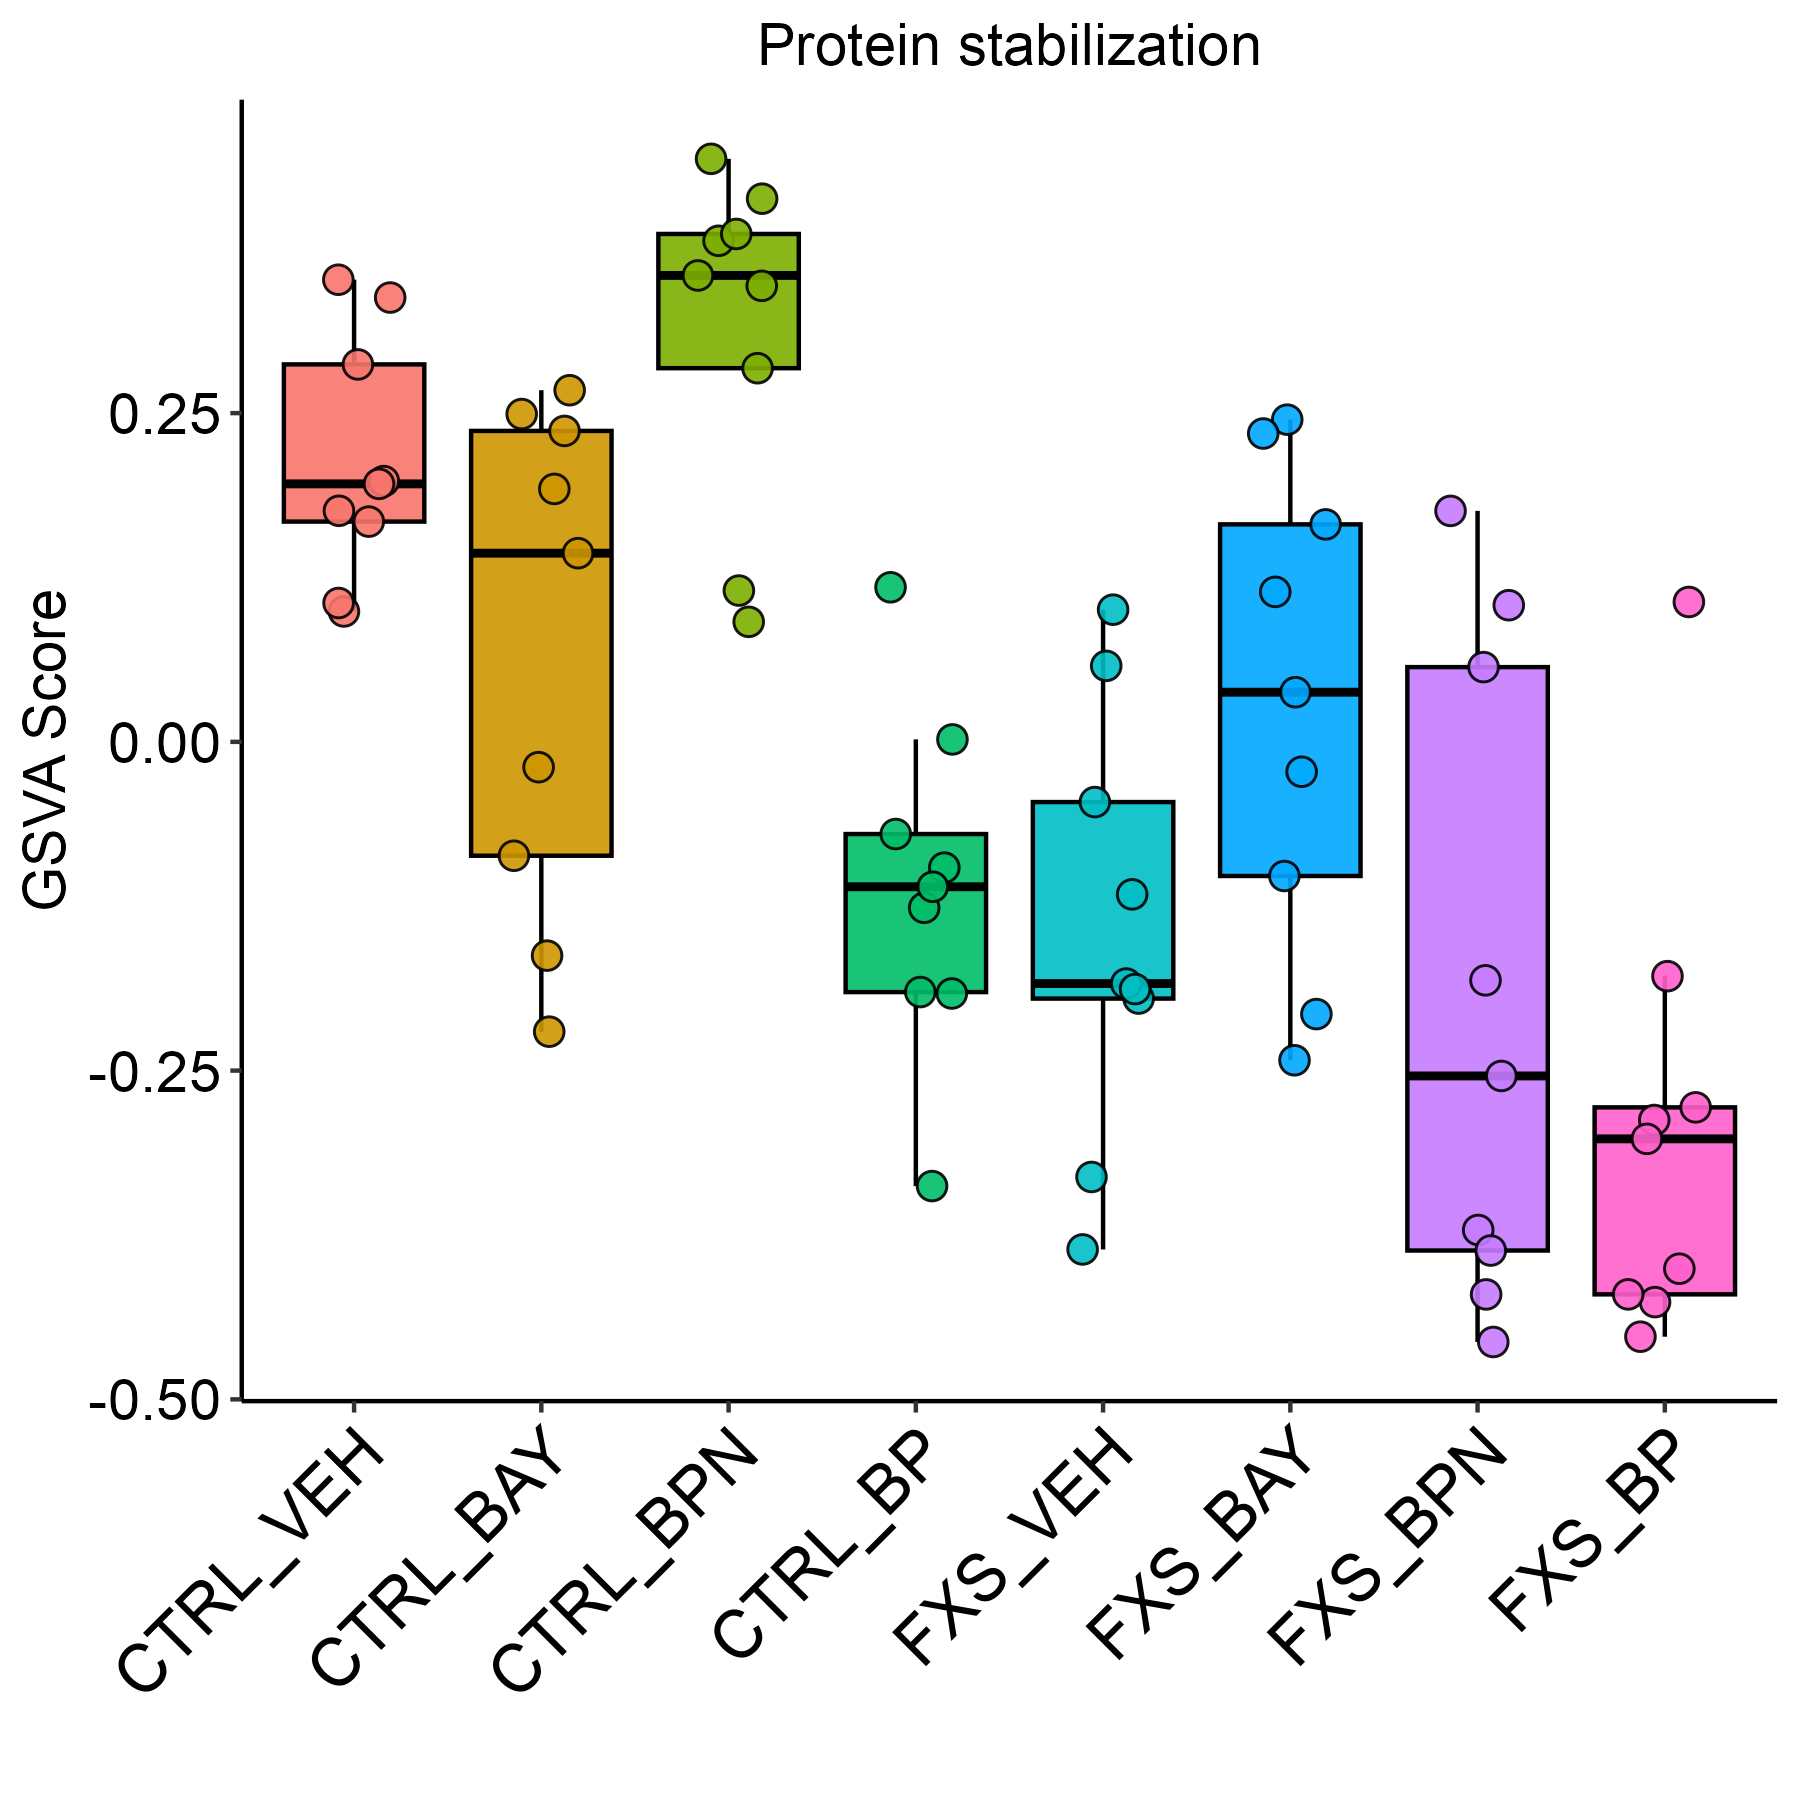 Protein stabilization
GSVA Score
0.25
0.00
-0.25
-0.50
CTRL_VEH
CTRL_BAY
CTRL_BPN
CTRL_BP
FXS_VEH
FXS_BAY
FXS_BPN
FXS_BP